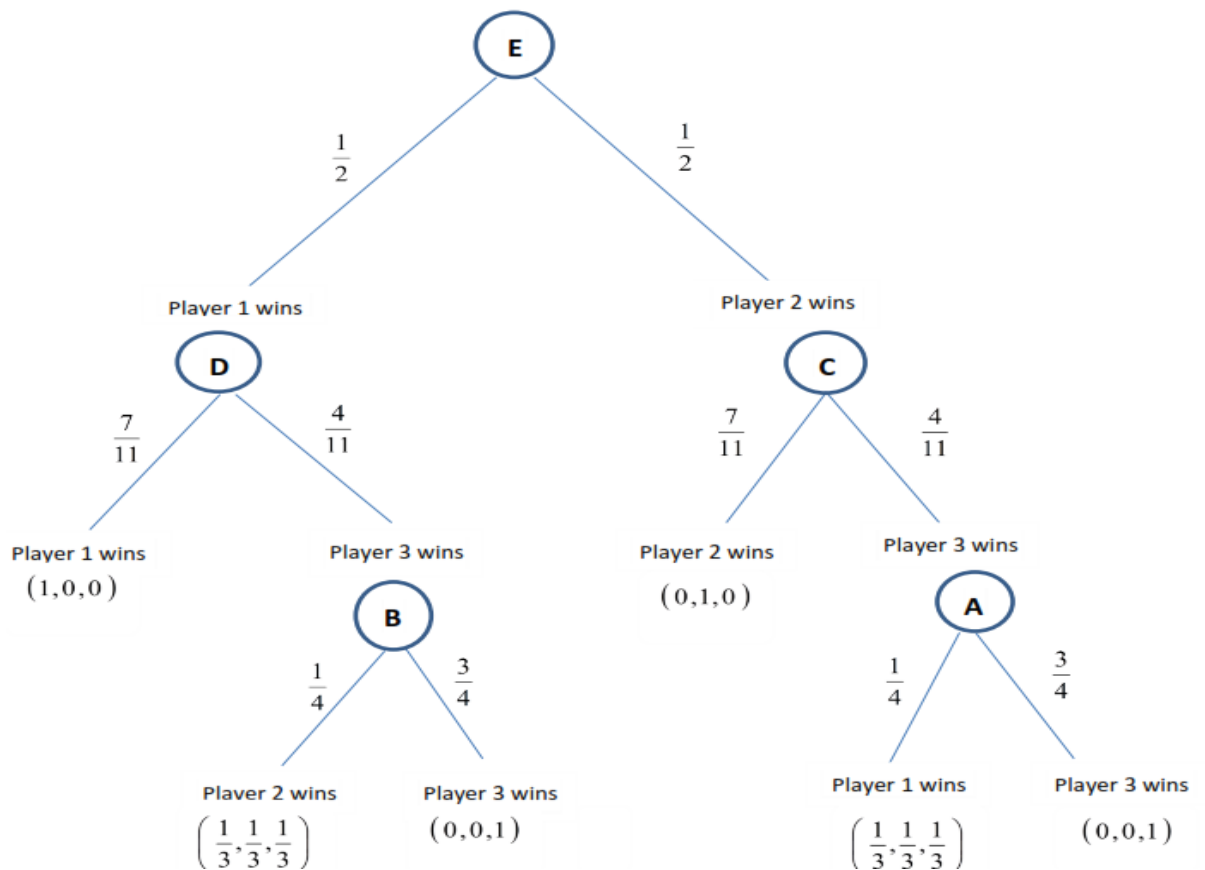 E
1/2 1/2
Player 1 wins Player 2 wins
D C
7/11 4/11 7/11 4/11
Player 1 wins Player 3 wins Player 2 wins Player 3 wins
(1,0,0) B (0,1,0) A
1/4 3/4 1/4 3/4
Player 2 wins Player 3 wins Player 1 wins Player 3 wins
(1/3,1/3,1/3) (0,0,1) (1/3,1/3,1/3) (0,0,1)